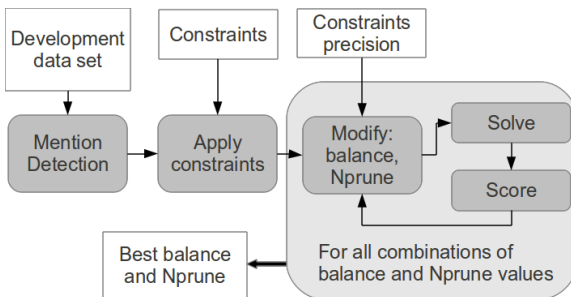 Development
data set
Constraints
Constraints
precision
Mention
Detection
Apply
constraints
Modify:
balance,
Nprune
Solve
Score
Best balance
and Nprune
For all combinations of
balance and Nprune values